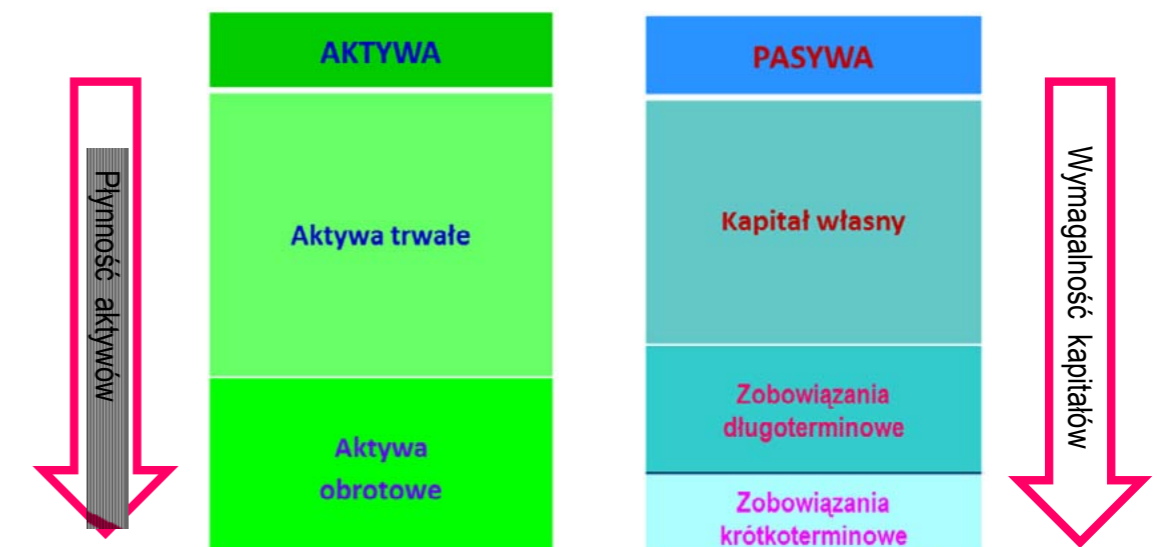 AKTYWA
PASYWA
Płynność aktywów
Aktywa trwałe
Kapitał własny
Wymagalność kapitałów
Zobowiązania
długoterminowe
Aktywa
obrotowe
Zobowiązania
krótkoterminowe